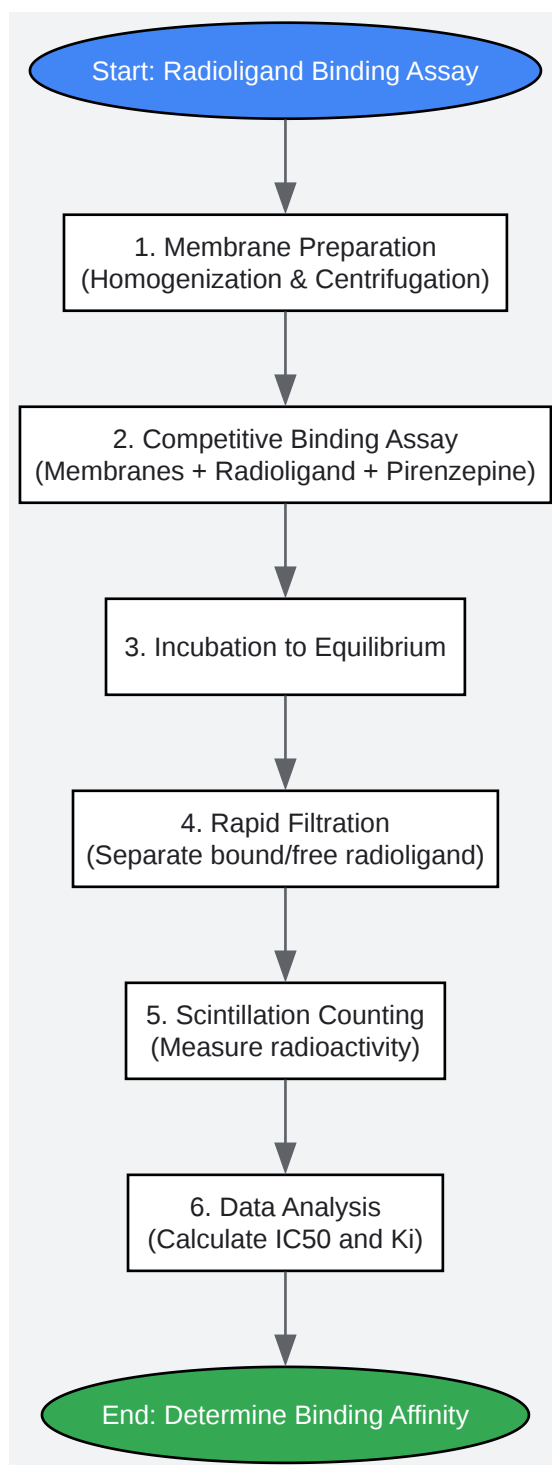 Start: Radioligand Binding Assay
1. Membrane Preparation
(Homogenization & Centrifugation)
2. Competitive Binding Assay
(Membranes + Radioligand + Pirenzepine)
3. Incubation to Equilibrium
4. Rapid Filtration
(Separate bound/free radioligand)
5. Scintillation Counting
(Measure radioactivity)
6. Data Analysis
(Calculate IC50 and Ki)
End: Determine Binding Affinity